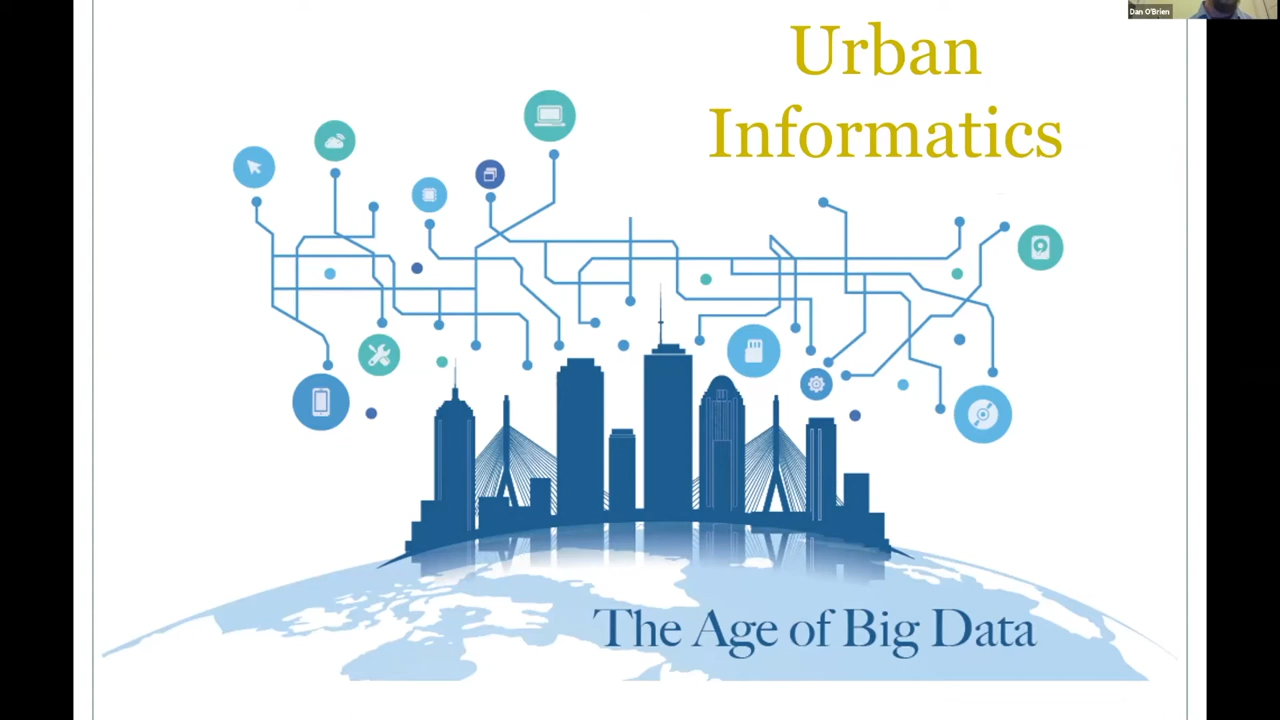 Dan O'Brien
Urban
Informatics
The Age of Big Data